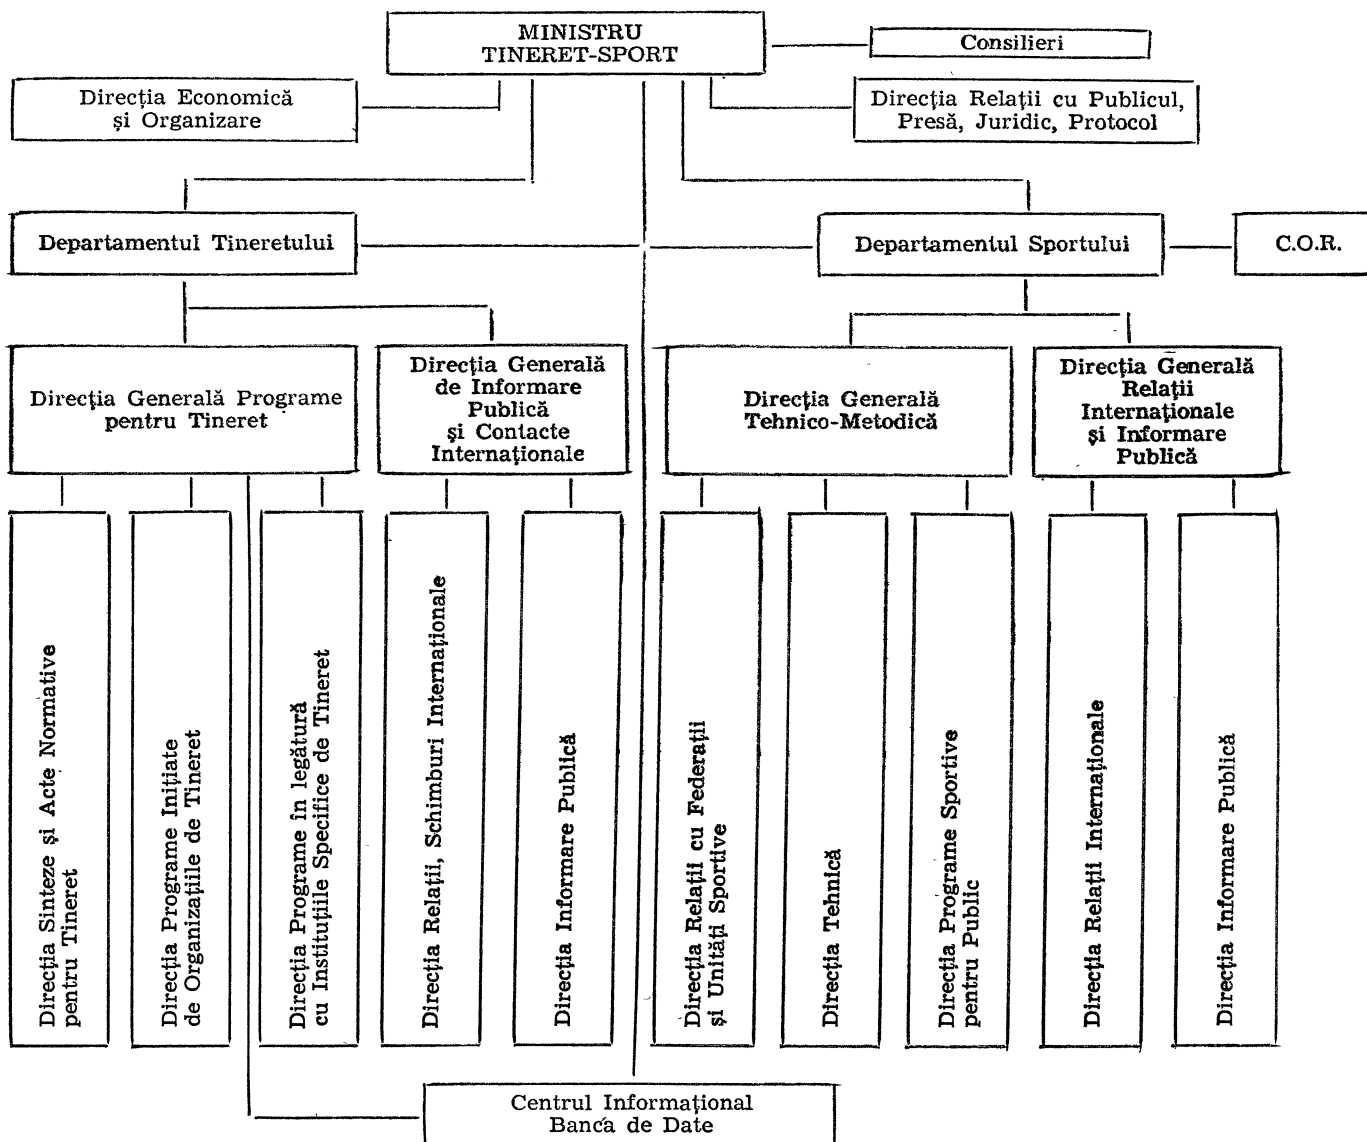 MINISTRU
TINERET-SPORT
Consilieri
Direcția Economică
și Organizare
Direcția Relații cu Publicul,
Presă, Juridic, Protocol
Departamentul Tineretului
Departamentul Sportului
C.O.R.
Direcția Generală Programe
pentru Tineret
Direcția Generală
de Informare
Publică
și Contacte
Internaționale
Direcția Generală
Tehnico-Metodică
Direcția Generală
Relații
Internaționale
și Informare
Publică
Direcția Sinteze și Acte Normative
pentru Tineret
Direcția Programe Inițiate
de Organizațiile de Tineret
Direcția Programe în legătură
cu Instituțiile Specifice de Tineret
Direcția Relații, Schimburi Internaționale
Direcția Informare Publică
Direcția Relații cu Federații
și Unități Sportive
Direcția Tehnică
Direcția Programe Sportive
pentru Public
Direcția Relații Internaționale
Direcția Informare Publică
Centrul Informațional
Banca de Date